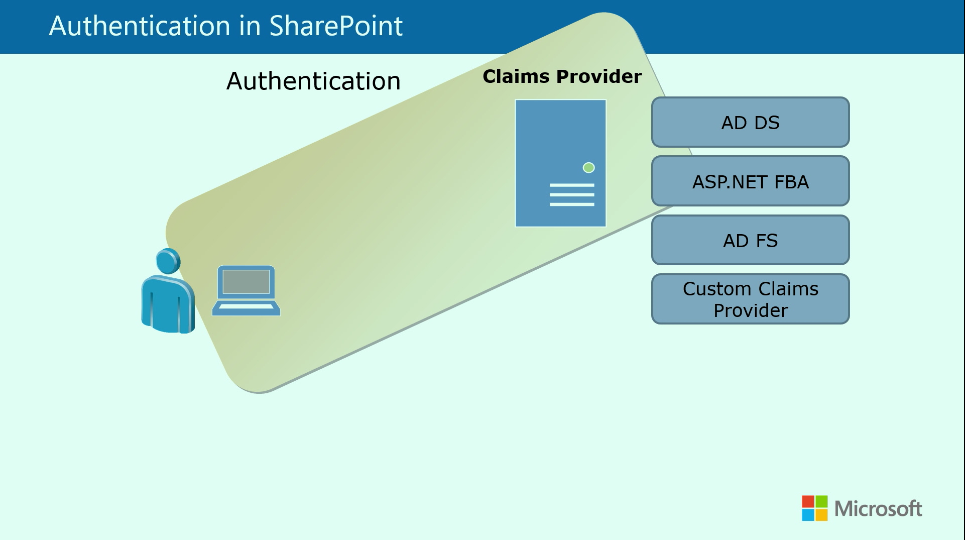 Authentication in SharePoint
Authentication
Claims Provider
AD DS
ASP.NET FBA
AD FS
Custom Claims
Provider
Microsoft